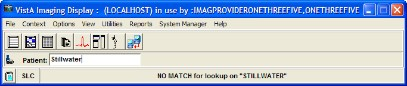 VistA Imaging Display : (LOCALHOST) in use by :IMAGPROVIDERONETHREEFIVE,ONETHREEFIVE
File Context Options View Utilities Reports System Manager Help
Patient: Stillwater
SLC NO MATCH for lookup on "STILLWATER"